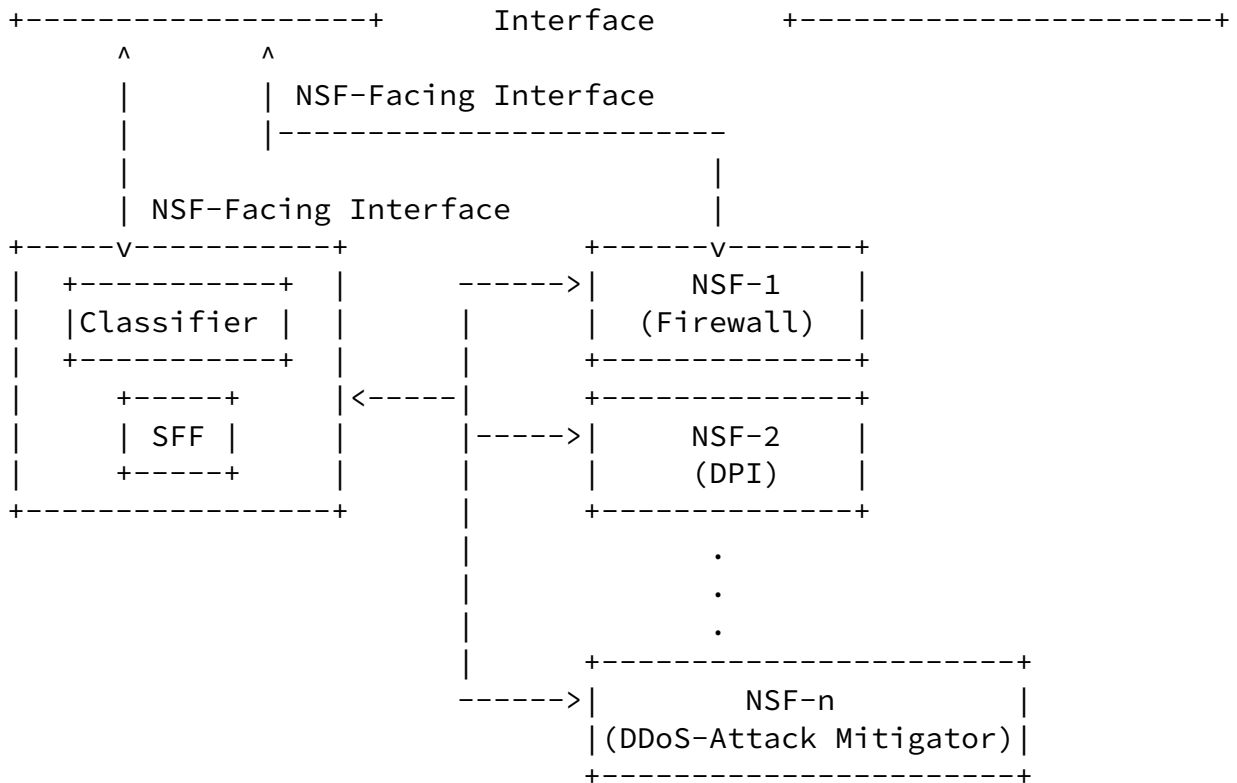 Interface
NSF-Facing Interface
NSF-Facing Interface
NSF-1
Classifier
(Firewall)
SFF
NSF-2
(DPI)
.
.
.
NSF-n
(DDoS-Attack Mitigator)